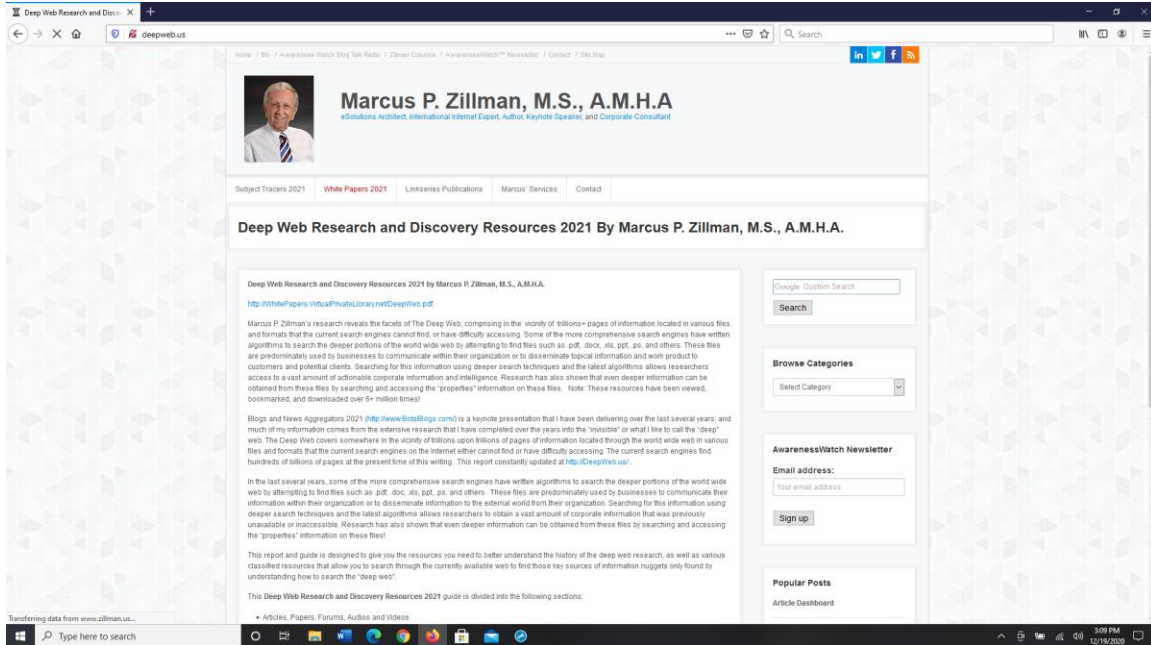 Deep Web Research and Disco
deepweb.us
Search
Home / Bio / Awareness Watch Blog Talk Radio / Zillman Columns / AwarenessWatch™ Newsletter / Contact / Site Map
Marcus P. Zillman, M.S., A.M.H.A
eSolutions Architect, International Internet Expert, Author, Keynote Speaker, and Corporate Consultant
Subject Tracers 2021 White Papers 2021 Linkseries Publications Marcus' Services Contact
Deep Web Research and Discovery Resources 2021 By Marcus P. Zillman, M.S., A.M.H.A.
Deep Web Research and Discovery Resources 2021 by Marcus P. Zillman, M.S., A.M.H.A.
http://WhitePapers.VirtualPrivateLibrary.net/DeepWeb.pdf
Marcus P. Zillman's research reveals the facets of The Deep Web, comprising in the vicinity of trillions+ pages of information located in various files
and formats that the current search engines cannot find, or have difficulty accessing. Some of the more comprehensive search engines have written
algorithms to search the deeper portions of the world wide web by attempting to find files such as .pdf, .docx, .xls, ppt, .ps. and others. These files
are predominately used by businesses to communicate within their organization or to disseminate topical information and work product to
customers and potential clients. Searching for this information using deeper search techniques and the latest algorithms allows researchers
access to a vast amount of actionable corporate information and intelligence. Research has also shown that even deeper information can be
obtained from these files by searching and accessing the "properties" information on these files. Note: These resources have been viewed,
bookmarked, and downloaded over 6+ million times!
Blogs and News Aggregators 2021 (http://www.BotsBlogs.com/) is a keynote presentation that I have been delivering over the last several years, and
much of my information comes from the extensive research that I have completed over the years into the "invisible" or what I like to call the "deep"
web. The Deep Web covers somewhere in the vicinity of trillions upon trillions of pages of information located through the world wide web in various
files and formats that the current search engines on the Internet either cannot find or have difficulty accessing. The current search engines find
hundreds of billions of pages at the present time of this writing. This report constantly updated at http://DeepWeb.us/ .
In the last several years, some of the more comprehensive search engines have written algorithms to search the deeper portions of the world wide
web by attempting to find files such as .pdf, .doc, .xls, ppt, .ps. and others. These files are predominately used by businesses to communicate their
information within their organization or to disseminate information to the external world from their organization. Searching for this information using
deeper search techniques and the latest algorithms allows researchers to obtain a vast amount of corporate information that was previously
unavailable or inaccessible. Research has also shown that even deeper information can be obtained from these files by searching and accessing
the "properties" information on these files!
This report and guide is designed to give you the resources you need to better understand the history of the deep web research, as well as various
classified resources that allow you to search through the currently available web to find those key sources of information nuggets only found by
understanding how to search the "deep web".
This Deep Web Research and Discovery Resources 2021 guide is divided into the following sections:
• Articles, Papers, Forums, Audios and Videos
Google Custom Search
Search
Browse Categories
Select Category
AwarenessWatch Newsletter
Email address:
Your email address
Sign up
Popular Posts
Article Dashboard
Transferring data from www.zillman.us...
Type here to search
3:09 PM
12/19/2020